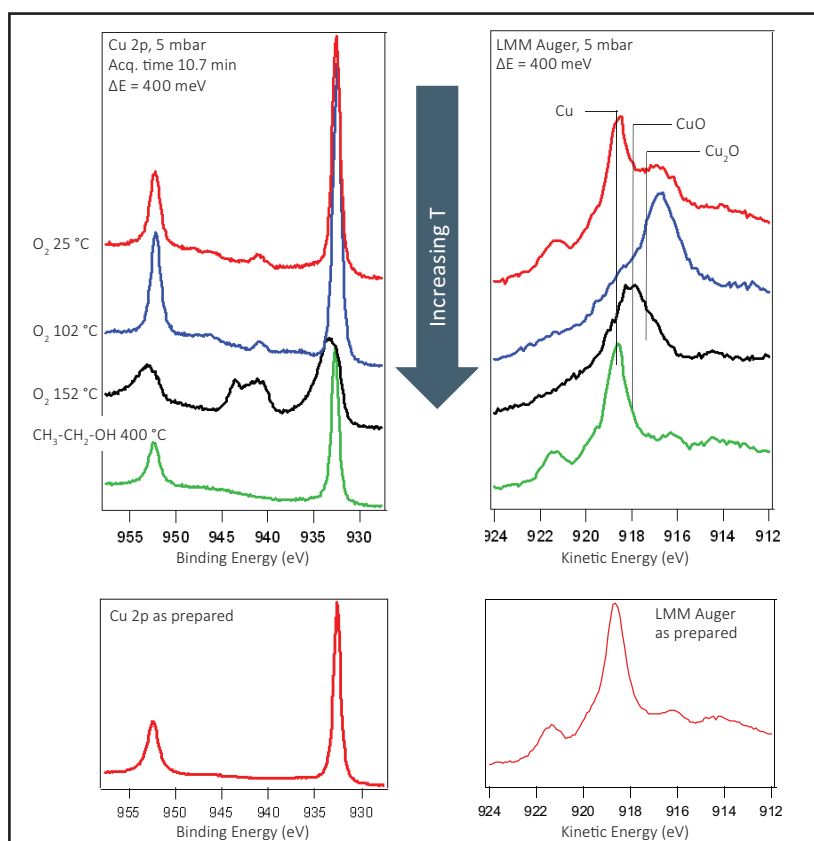 Cu 2p, 5 mbar
Acq. time 10.7 min
ΔE = 400 meV
O₂ 25 °C
O₂ 102 °C
O₂ 152 °C
CH₃-CH₂-OH 400 °C
955 950 945 940 935 930
Binding Energy (eV)
Increasing T
LMM Auger, 5 mbar
ΔE = 400 meV
Cu
CuO
Cu₂O
924 922 920 918 916 914 912
Kinetic Energy (eV)
Cu 2p as prepared
955 950 945 940 935 930
Binding Energy (eV)
LMM Auger
as prepared
924 922 920 918 916 914 912
Kinetic Energy (eV)